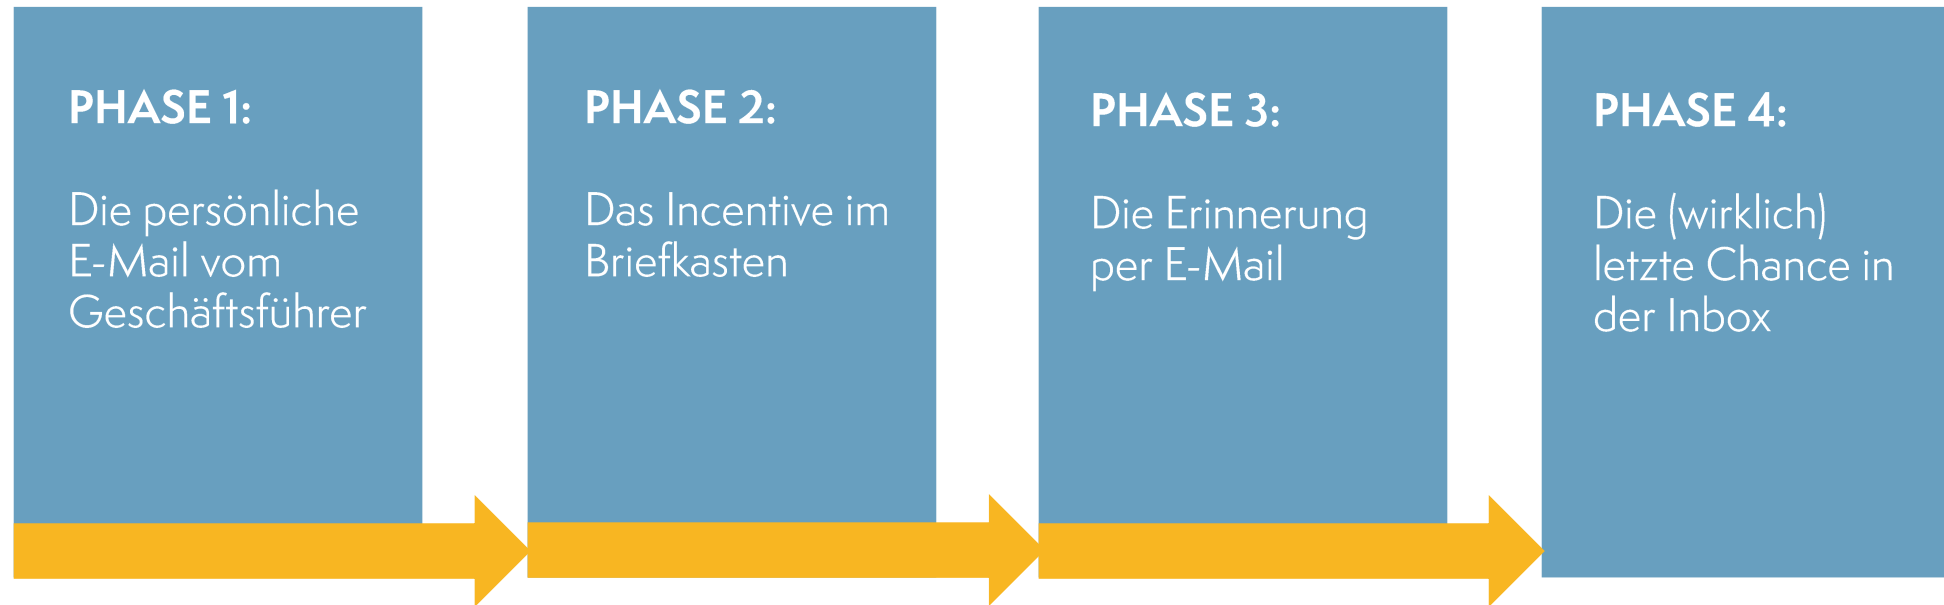 PHASE 1:
Die persönliche
E-Mail vom
Geschäftsführer
PHASE 2:
Das Incentive im
Briefkasten
PHASE 3:
Die Erinnerung
per E-Mail
PHASE 4:
Die (wirklich)
letzte Chance in
der Inbox